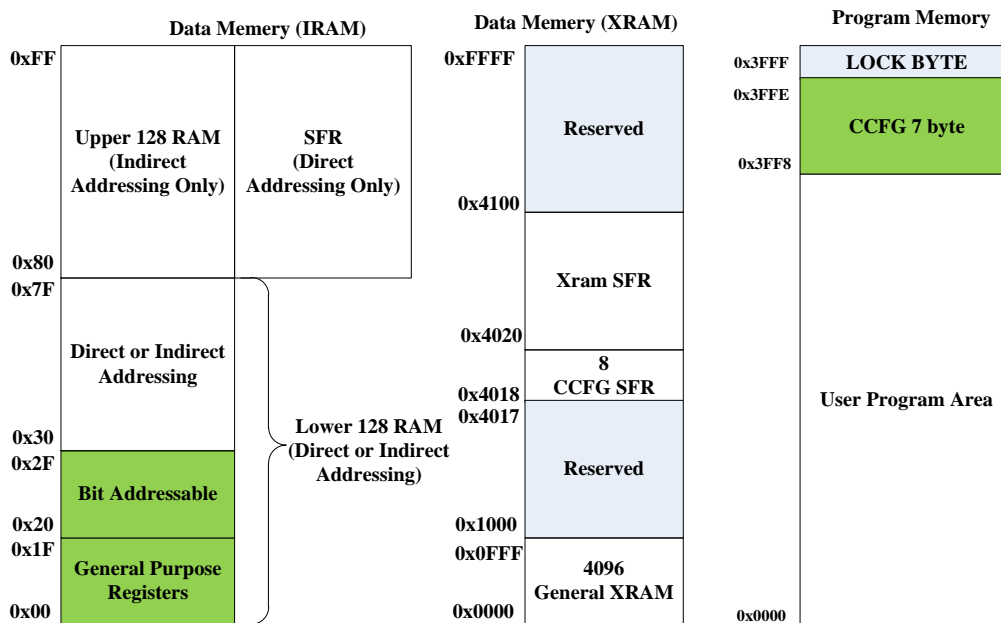 Data Memery (IRAM)
0xFF
Upper 128 RAM
(Indirect
Addressing Only)
SFR
(Direct
Addressing Only)
0x80
0x7F
Direct or Indirect
Addressing
0x30
0x2F
Bit Addressable
0x20
0x1F
General Purpose
Registers
0x00
Lower 128 RAM
(Direct or Indirect
Addressing)
Data Memery (XRAM)
0xFFFF
Reserved
0x4100
Xram SFR
0x4020
8
CCFG SFR
0x4018
0x4017
Reserved
0x1000
0x0FFF
4096
General XRAM
0x0000
Program Memory
0x3FFF
LOCK BYTE
0x3FFE
CCFG 7 byte
0x3FF8
User Program Area
0x0000